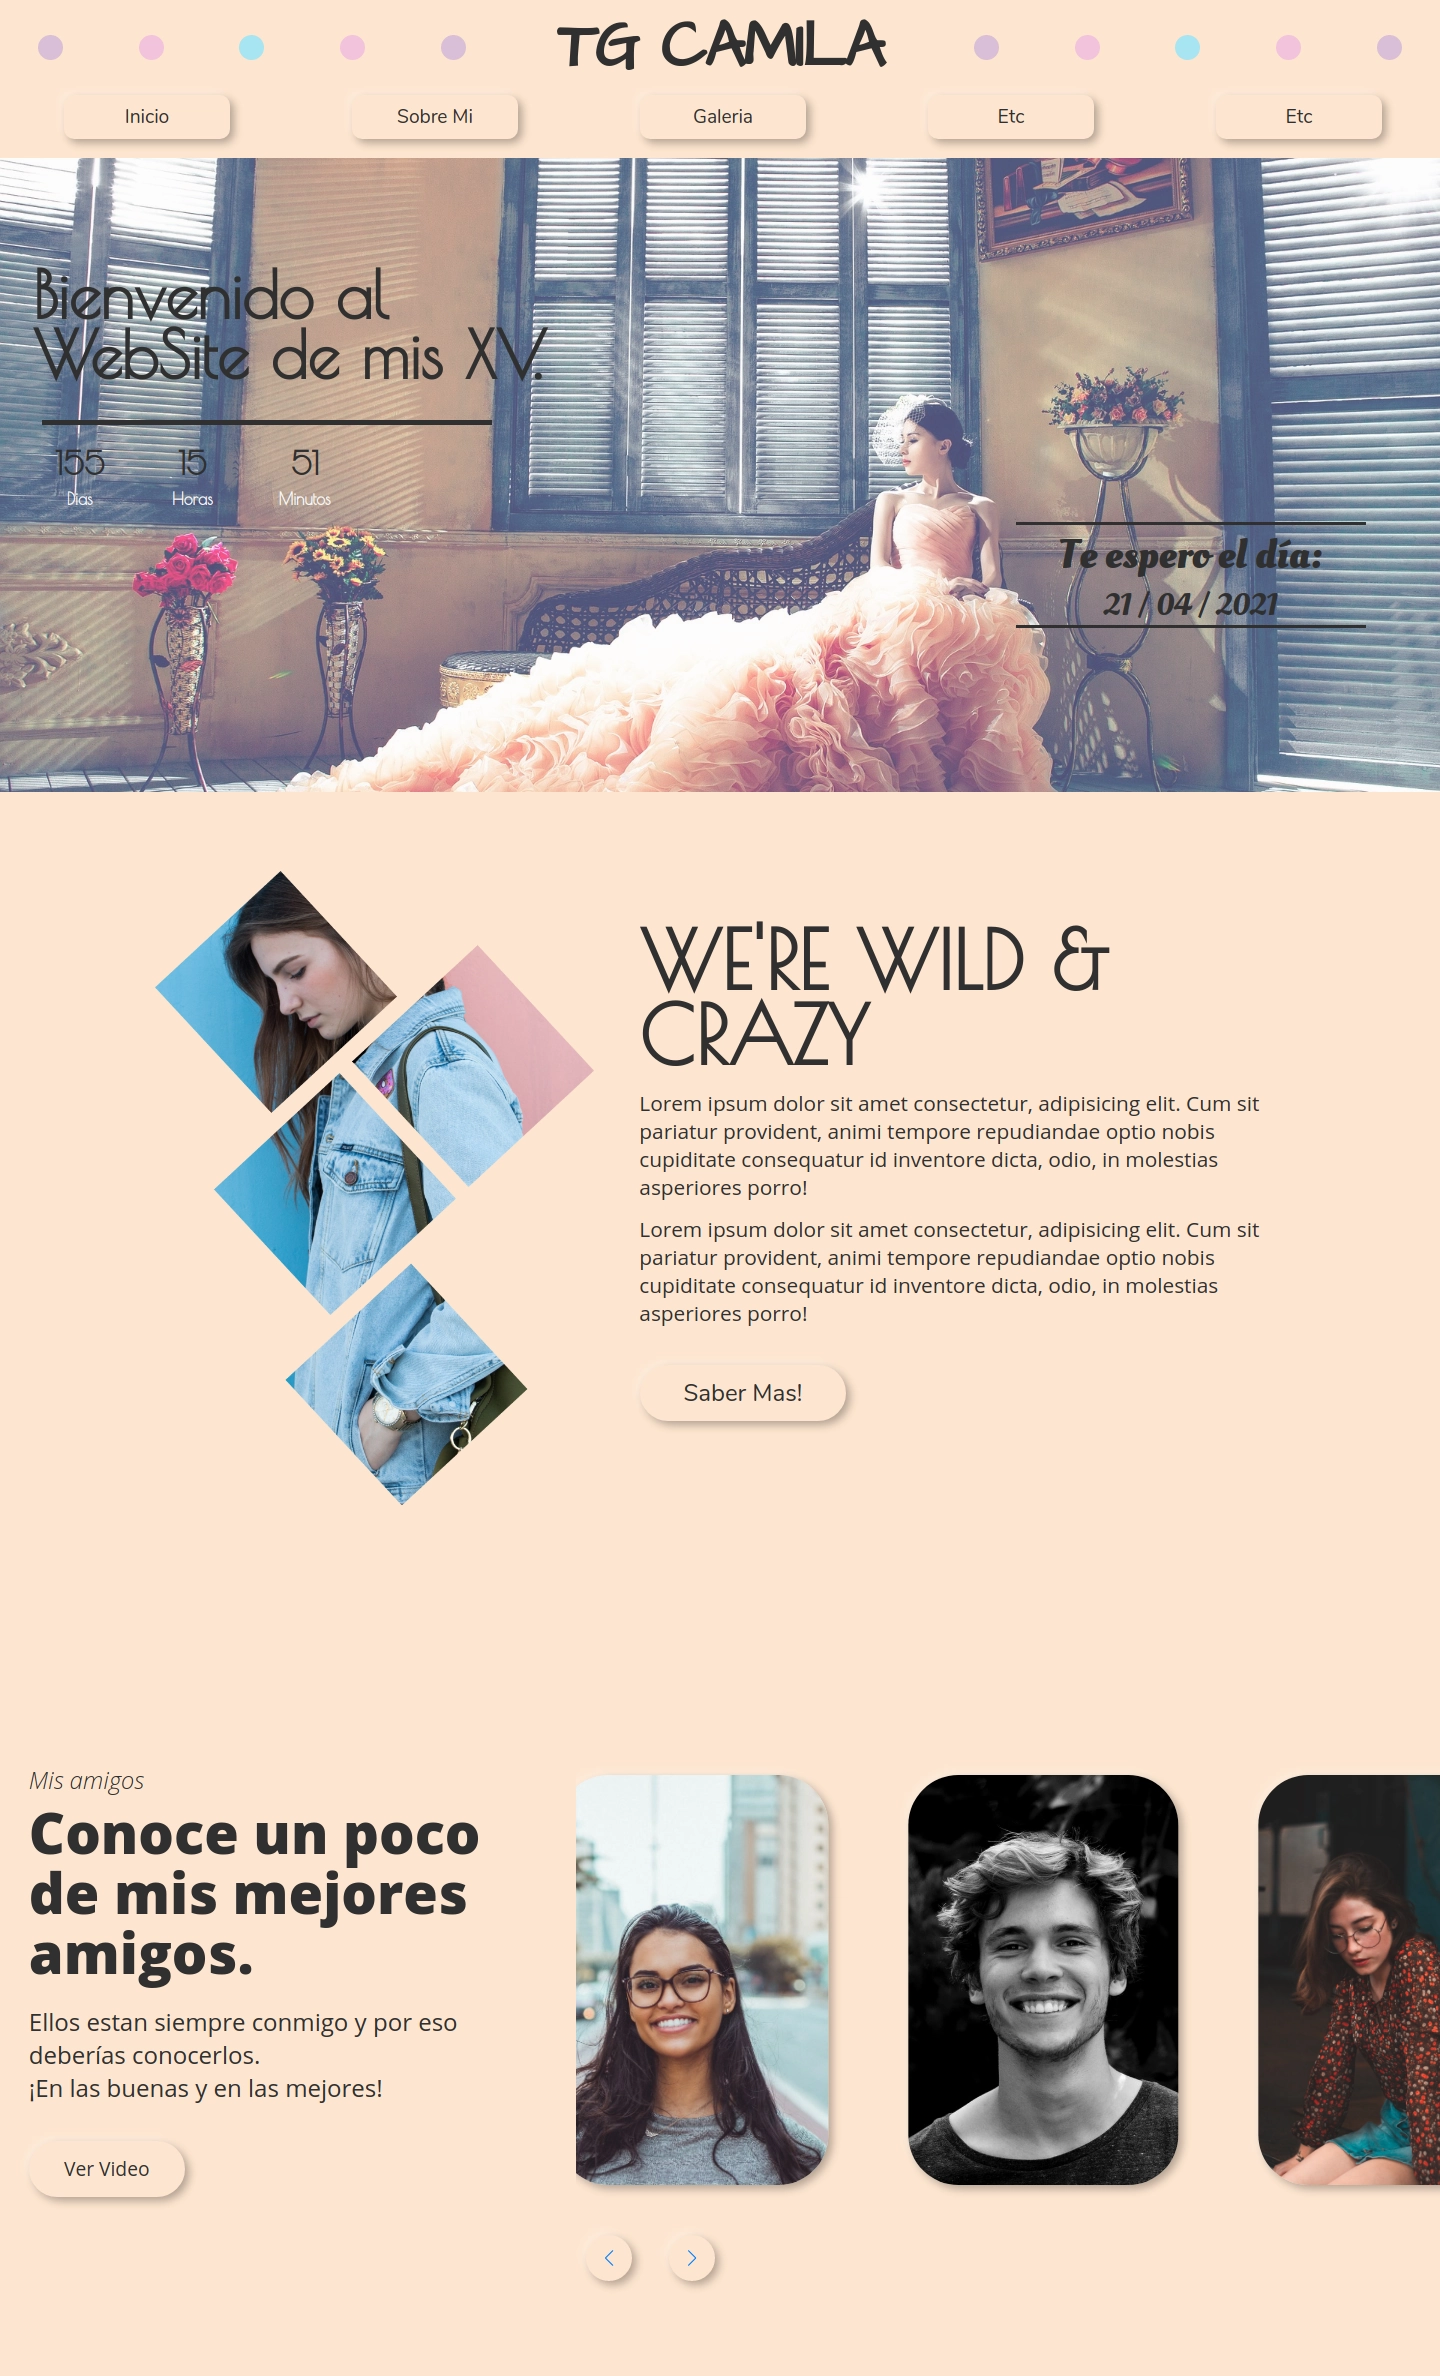 TG CAMILA
Inicio
Sobre Mi
Galeria
Etc
Etc
Bienvenido al
WebSite de mis XV.
155
15
51
Dias
Horas
Minutos
Te espero el día:
21 / 04 / 2021
WE'RE WILD &
CRAZY
Lorem ipsum dolor sit amet consectetur, adipisicing elit. Cum sit
pariatur provident, animi tempore repudiandae optio nobis
cupiditate consequatur id inventore dicta, odio, in molestias
asperiores porro!
Lorem ipsum dolor sit amet consectetur, adipisicing elit. Cum sit
pariatur provident, animi tempore repudiandae optio nobis
cupiditate consequatur id inventore dicta, odio, in molestias
asperiores porro!
Saber Mas!
Mis amigos
Conoce un poco
de mis mejores
amigos.
Ellos estan siempre conmigo y por eso
deberías conocerlos.
¡En las buenas y en las mejores!
Ver Video